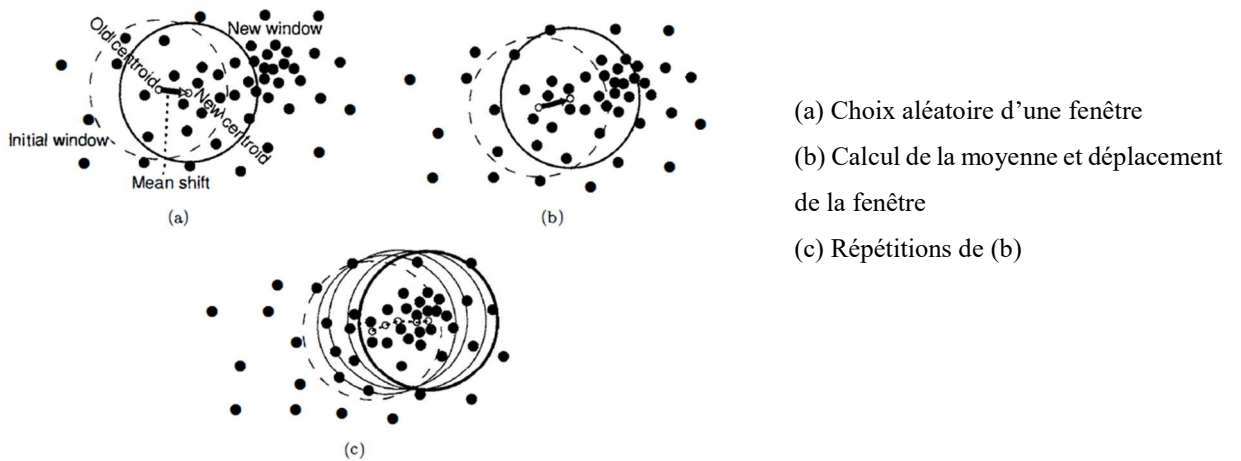 New window
Old centroid
New centroid
Initial window
Mean shift
(a)
(b)
(c)
(a) Choix aléatoire d’une fenêtre
(b) Calcul de la moyenne et déplacement
de la fenêtre
(c) Répétitions de (b)